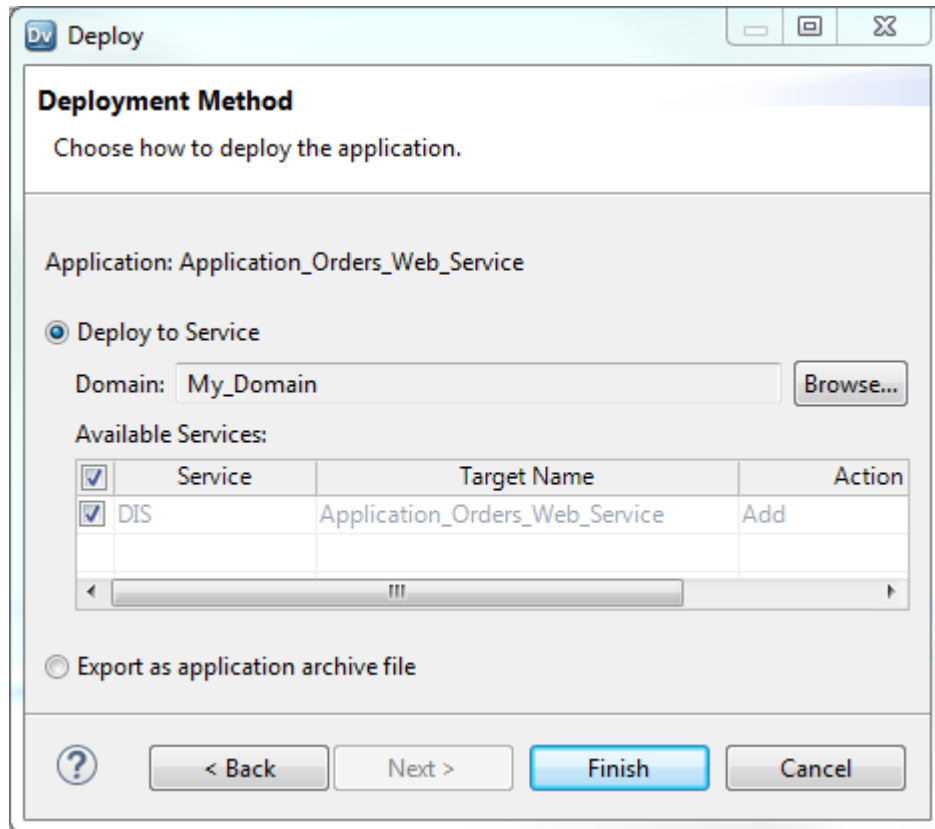 Dv Deploy
Deployment Method
Choose how to deploy the application.
Application: Application_Orders_Web_Service
Deploy to Service
Domain: My_Domain Browse...
Available Services:
Service Target Name Action
DIS Application_Orders_Web_Service Add
Export as application archive file
? < Back Next > Finish Cancel